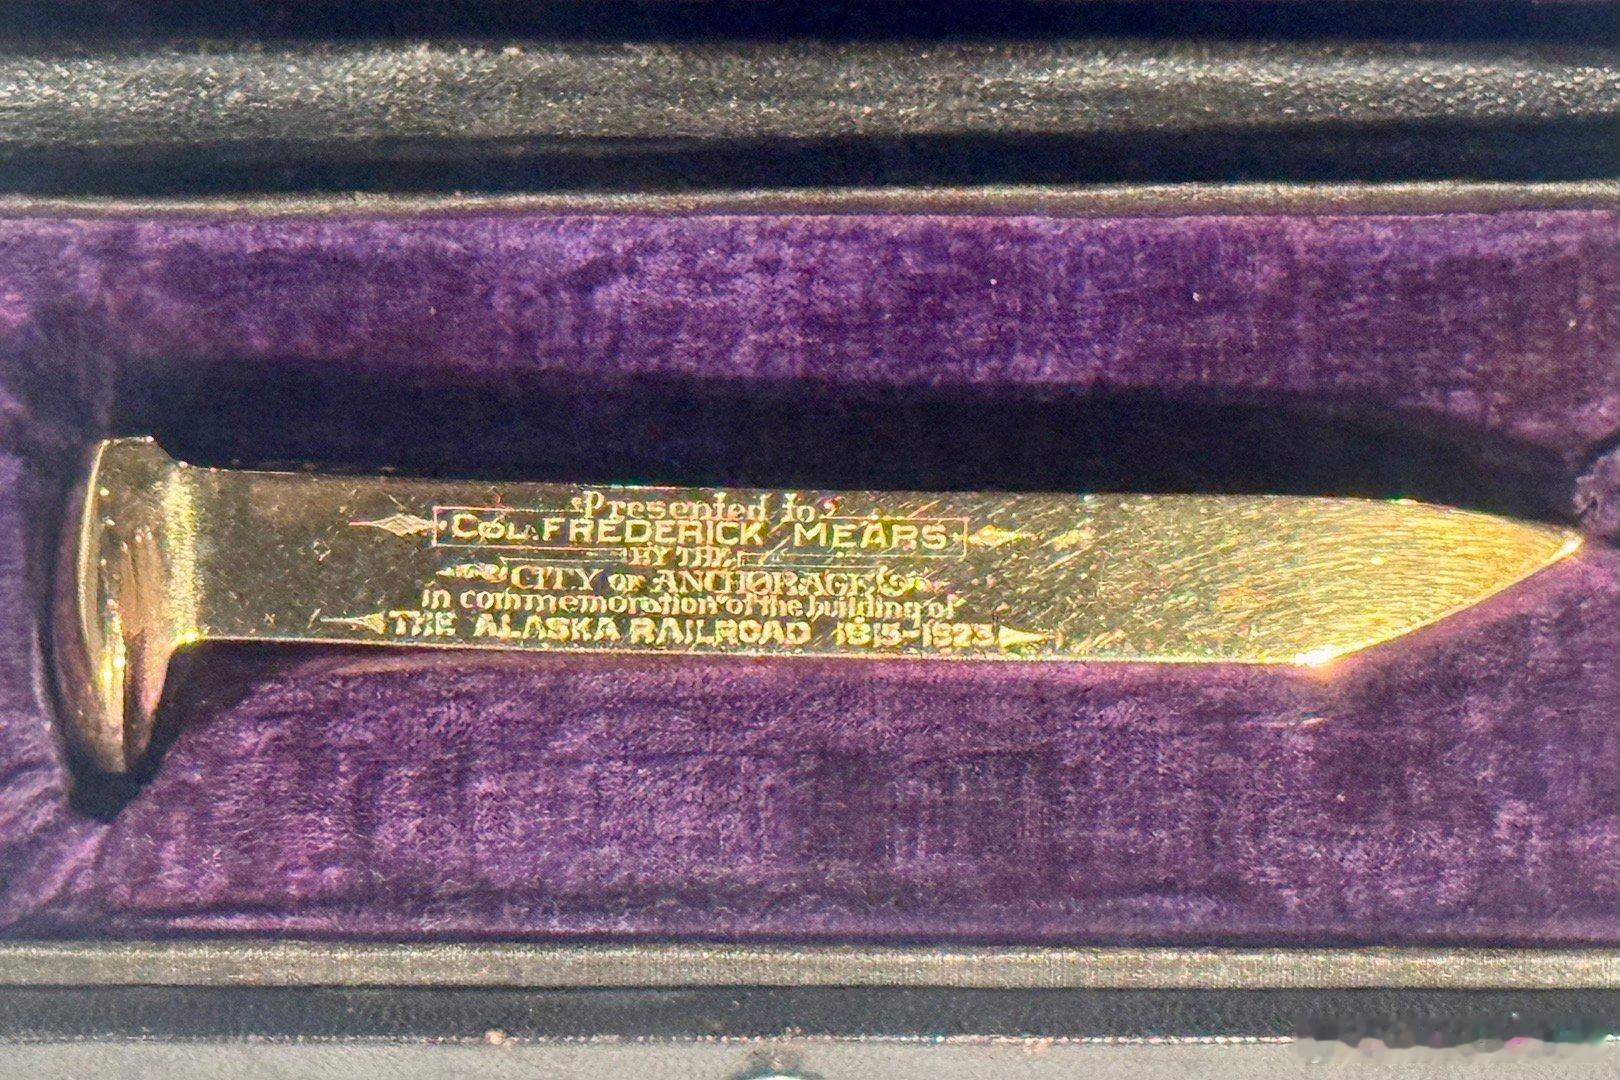 Presented to
COL. FREDERICK MEARS
BY THE
CITY OF ANCHORAGE
in commemoration of the building of
THE ALASKA RAILROAD 1915-1923